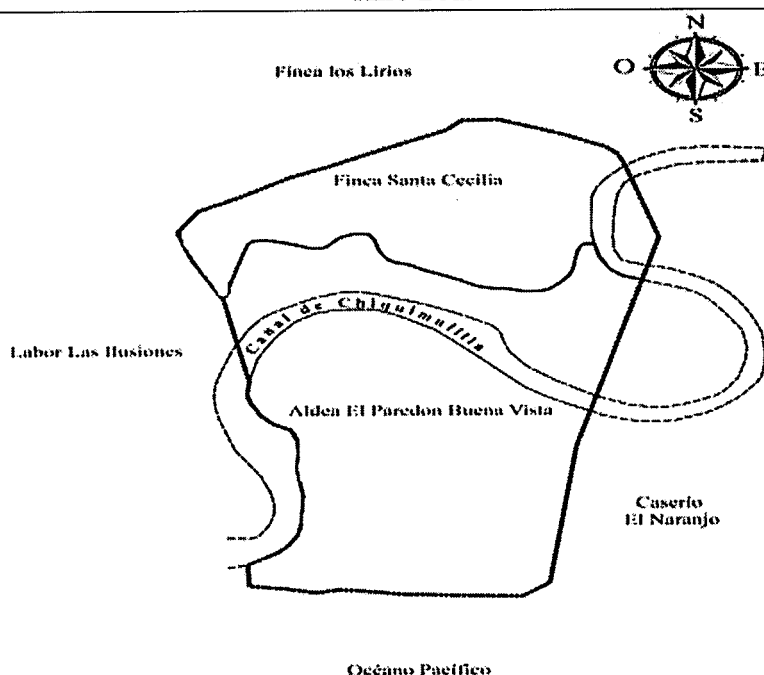 N
Finca los Lirios
O
E
S
Finca Santa Cecilia
Canal de Chiquimulilla
Labor Las Ilusiones
Aldea El Paredon Buena Vista
Caserío
El Naranjo
Océano Pacífico